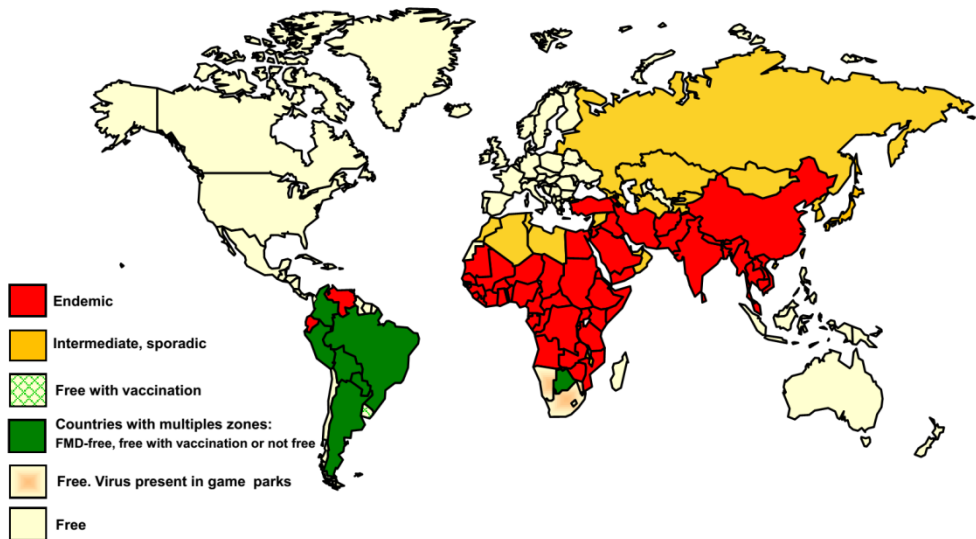 Endemic
Intermediate, sporadic
Free with vaccination
Countries with multiples zones:
FMD-free, free with vaccination or not free
Free. Virus present in game parks
Free